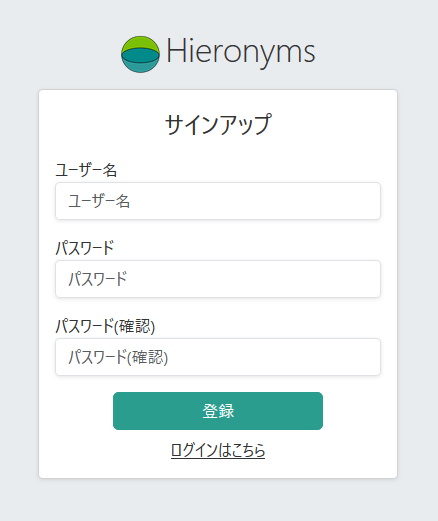 Hieronyms
サインアップ
ユーザー名
ユーザー名
パスワード
パスワード
パスワード(確認)
パスワード(確認)
登録
ログインはこちら